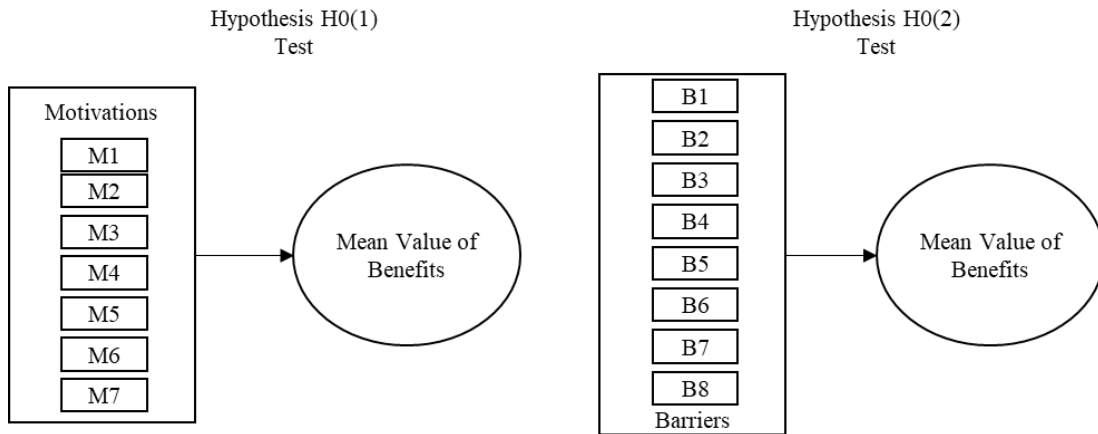 Hypothesis H0(1)
Test
Motivations
M1
M2
M3
M4
M5
M6
M7
Mean Value of
Benefits
Hypothesis H0(2)
Test
B1
B2
B3
B4
B5
B6
B7
B8
Barriers
Mean Value of
Benefits